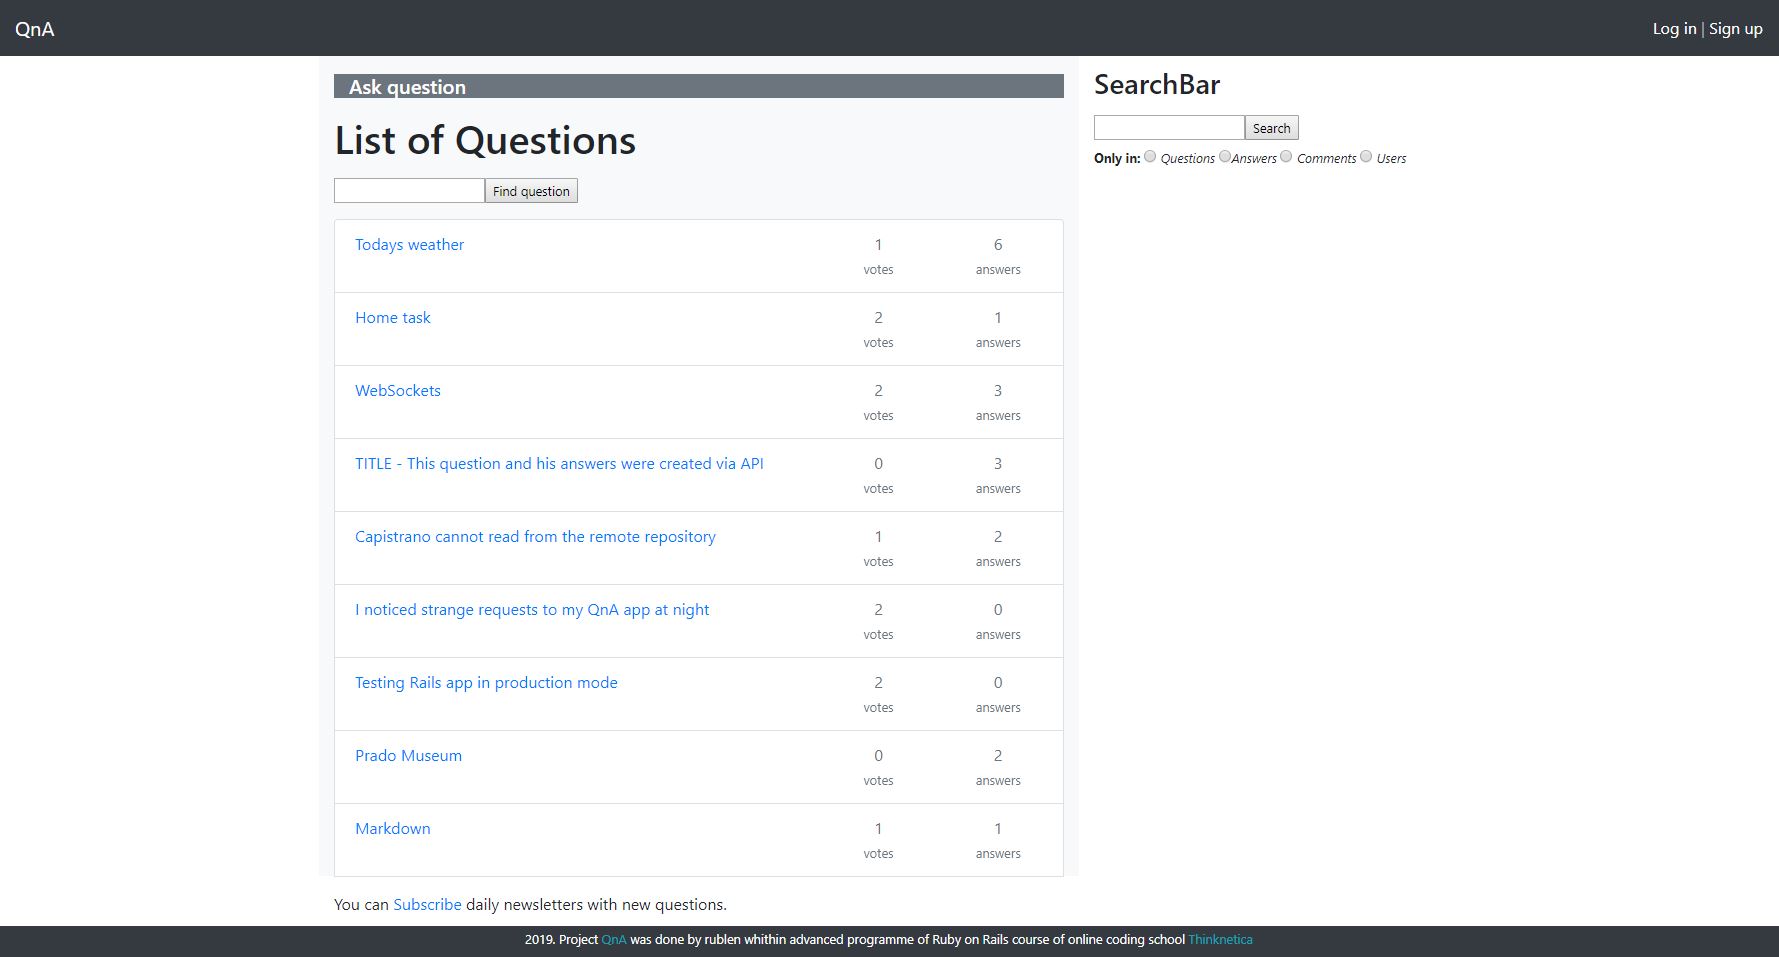 QnA
Log in | Sign up
Ask question
List of Questions
Find question
Todays weather 1 6
votes answers
Home task 2 1
votes answers
WebSockets 2 3
votes answers
TITLE - This question and his answers were created via API 0 3
votes answers
Capistrano cannot read from the remote repository 1 2
votes answers
I noticed strange requests to my QnA app at night 2 0
votes answers
Testing Rails app in production mode 2 0
votes answers
Prado Museum 0 2
votes answers
Markdown 1 1
votes answers
You can Subscribe daily newsletters with new questions.
SearchBar
Search
Only in: Questions Answers Comments Users
2019. Project QnA was done by rublen whithin advanced programme of Ruby on Rails course of online coding school Thinknetica